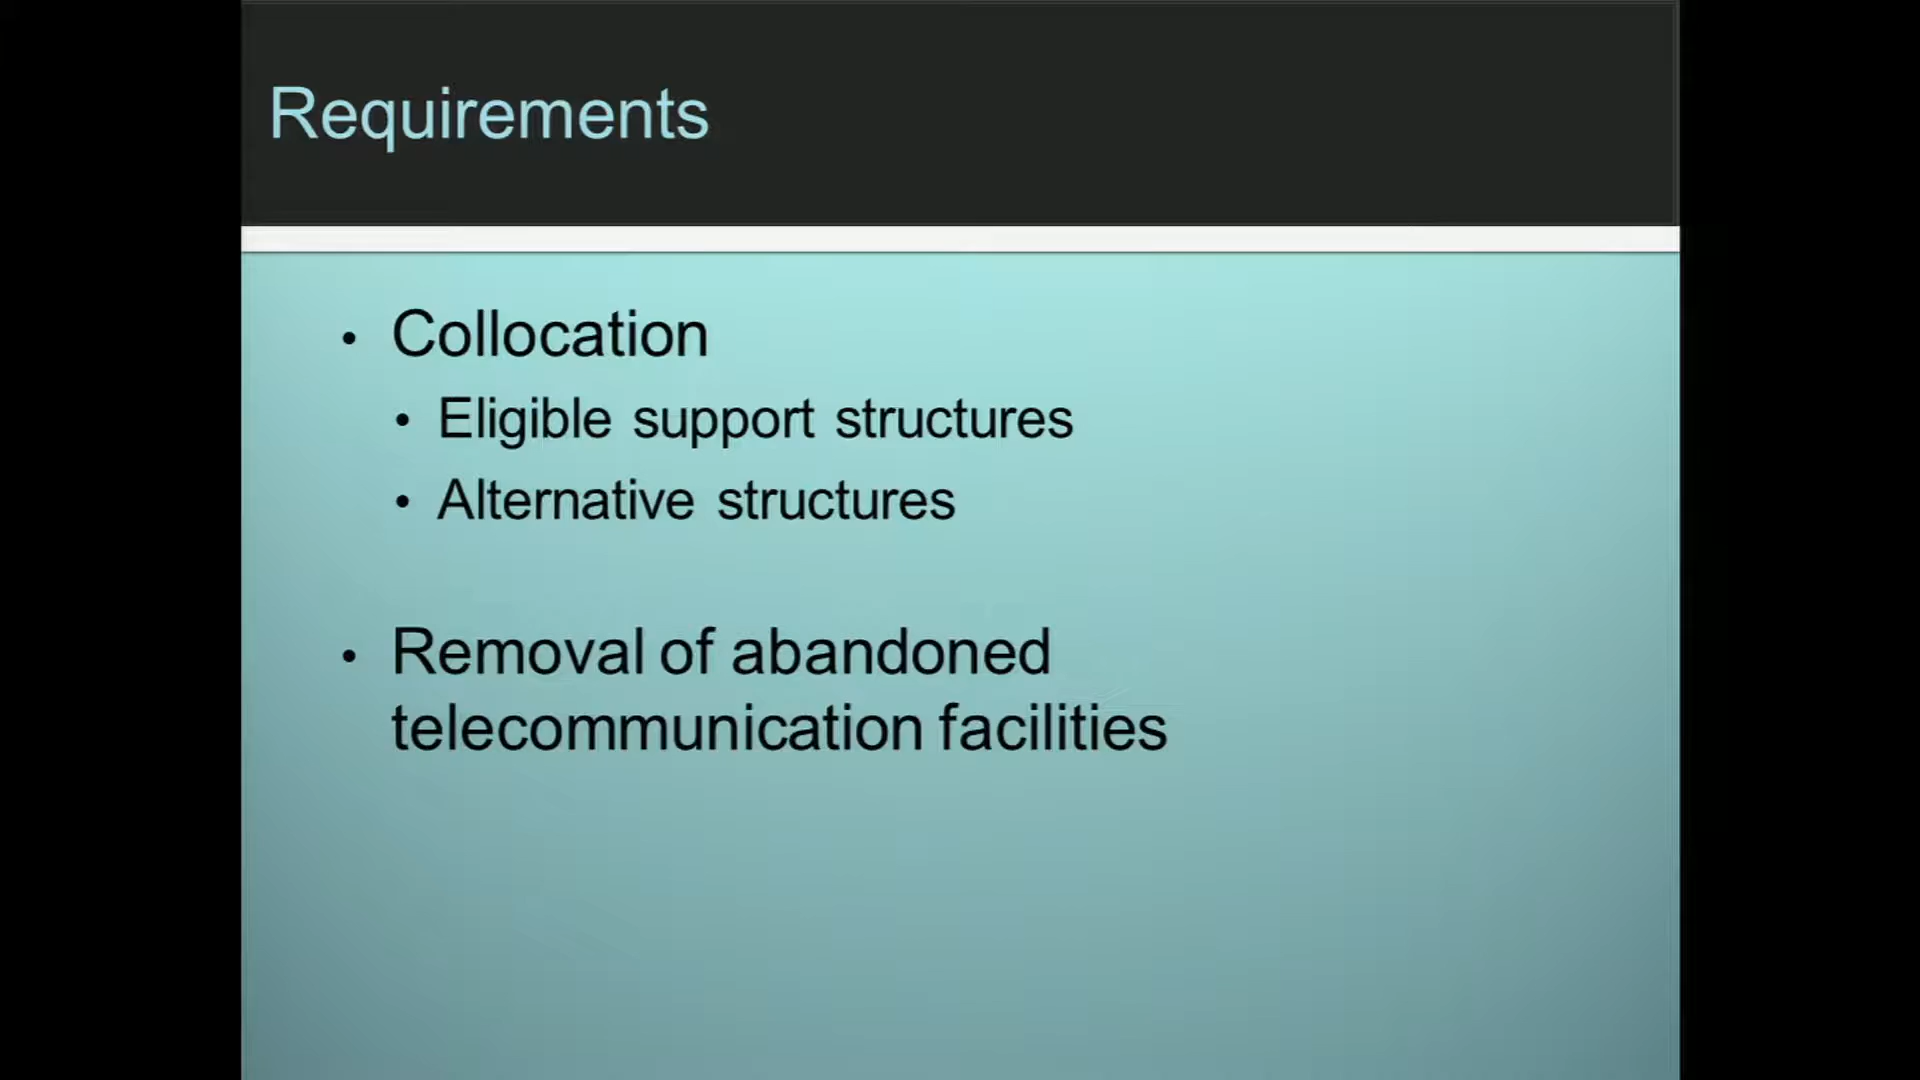 Requirements
• Collocation
• Eligible support structures
• Alternative structures
• Removal of abandoned
telecommunication facilities